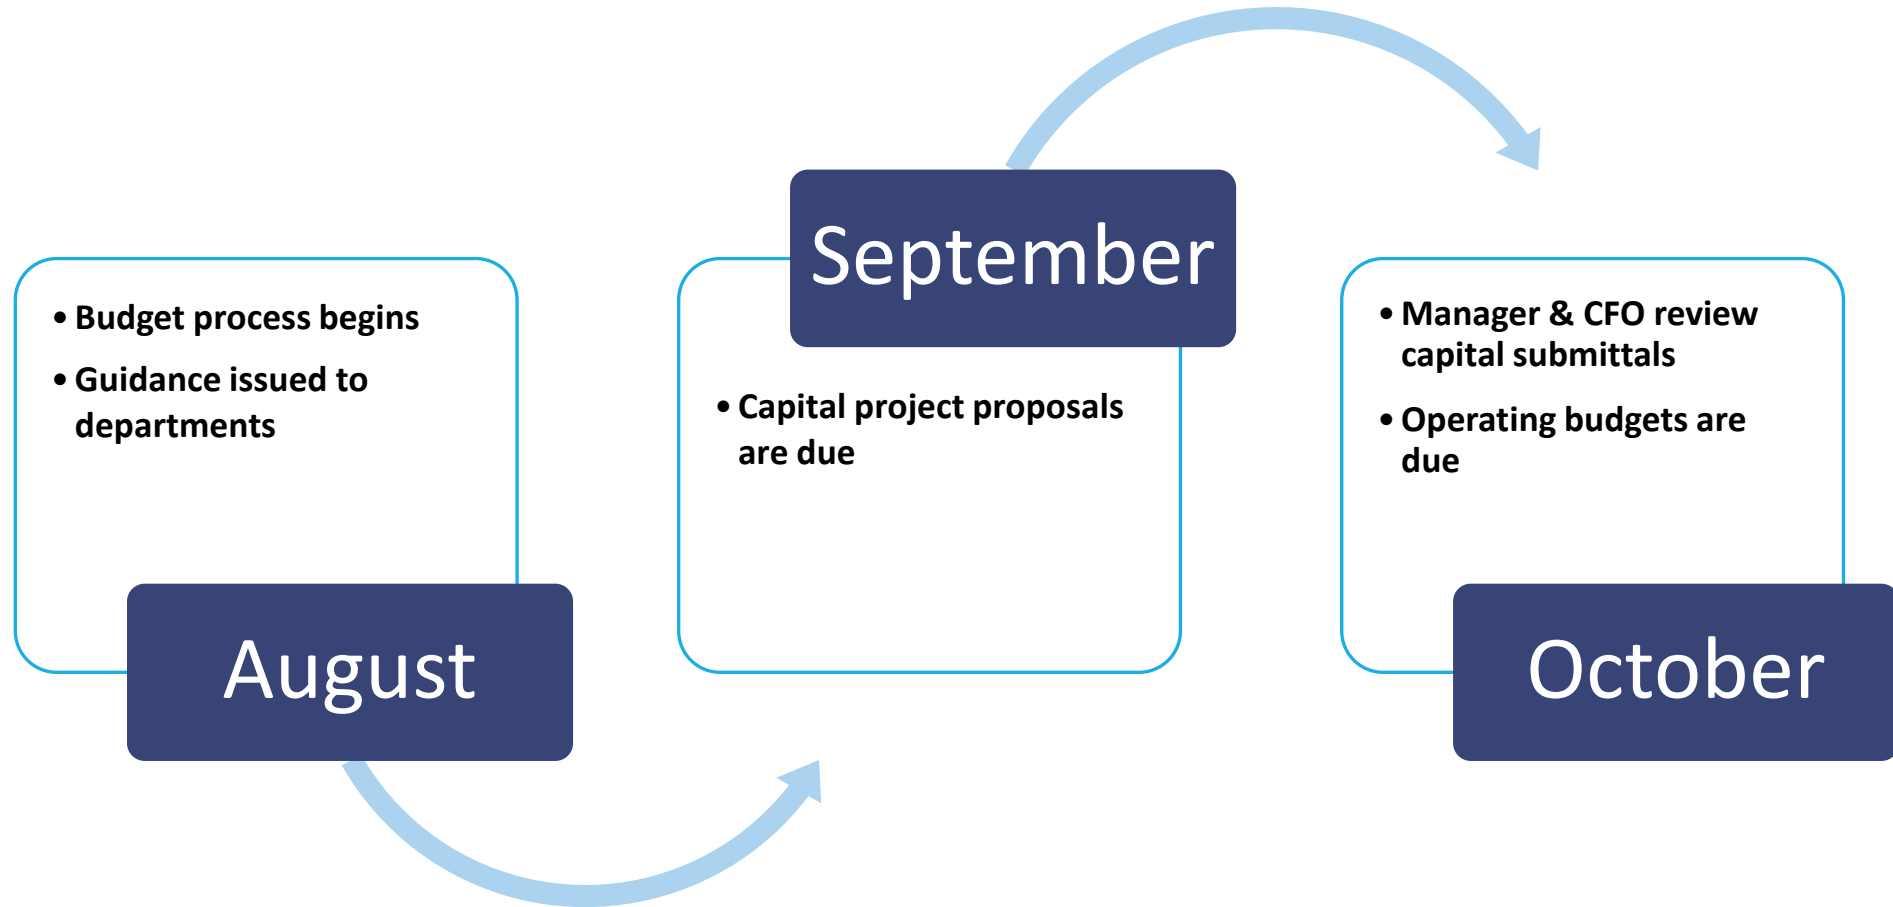 • Budget process begins
• Guidance issued to
departments
August
September
• Capital project proposals
are due
• Manager & CFO review
capital submittals
• Operating budgets are
due
October